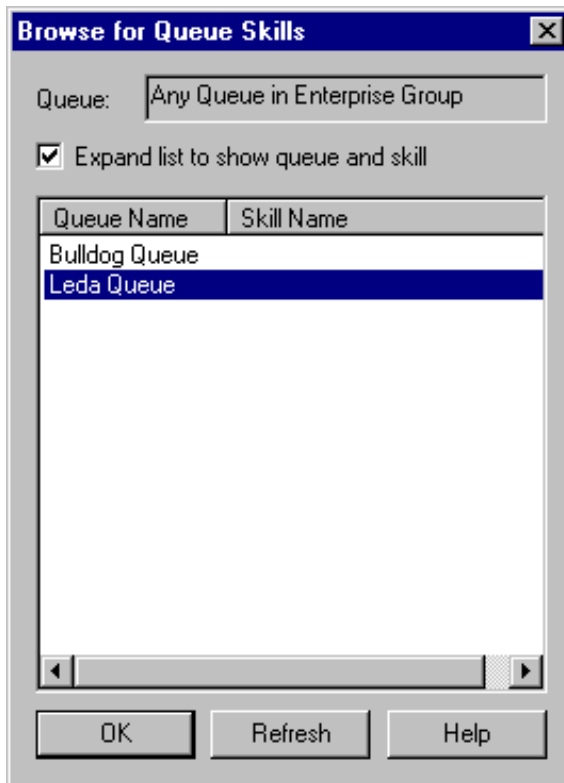 Browse for Queue Skills
Queue: Any Queue in Enterprise Group
Expand list to show queue and skill
Queue Name Skill Name
Bulldog Queue
Leda Queue
OK Refresh Help